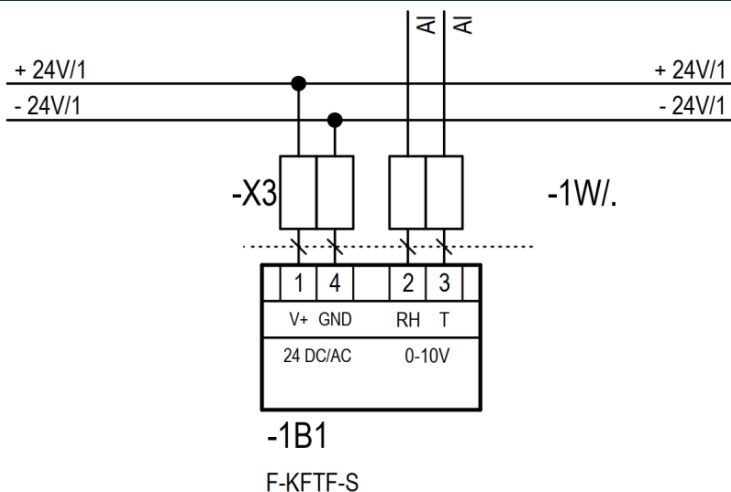 AI AI
+ 24V/1 + 24V/1
- 24V/1 - 24V/1
-X3 -1W/.
1 4 2 3
V+ GND RH T
24 DC/AC 0-10V
-1B1
F-KFTF-S